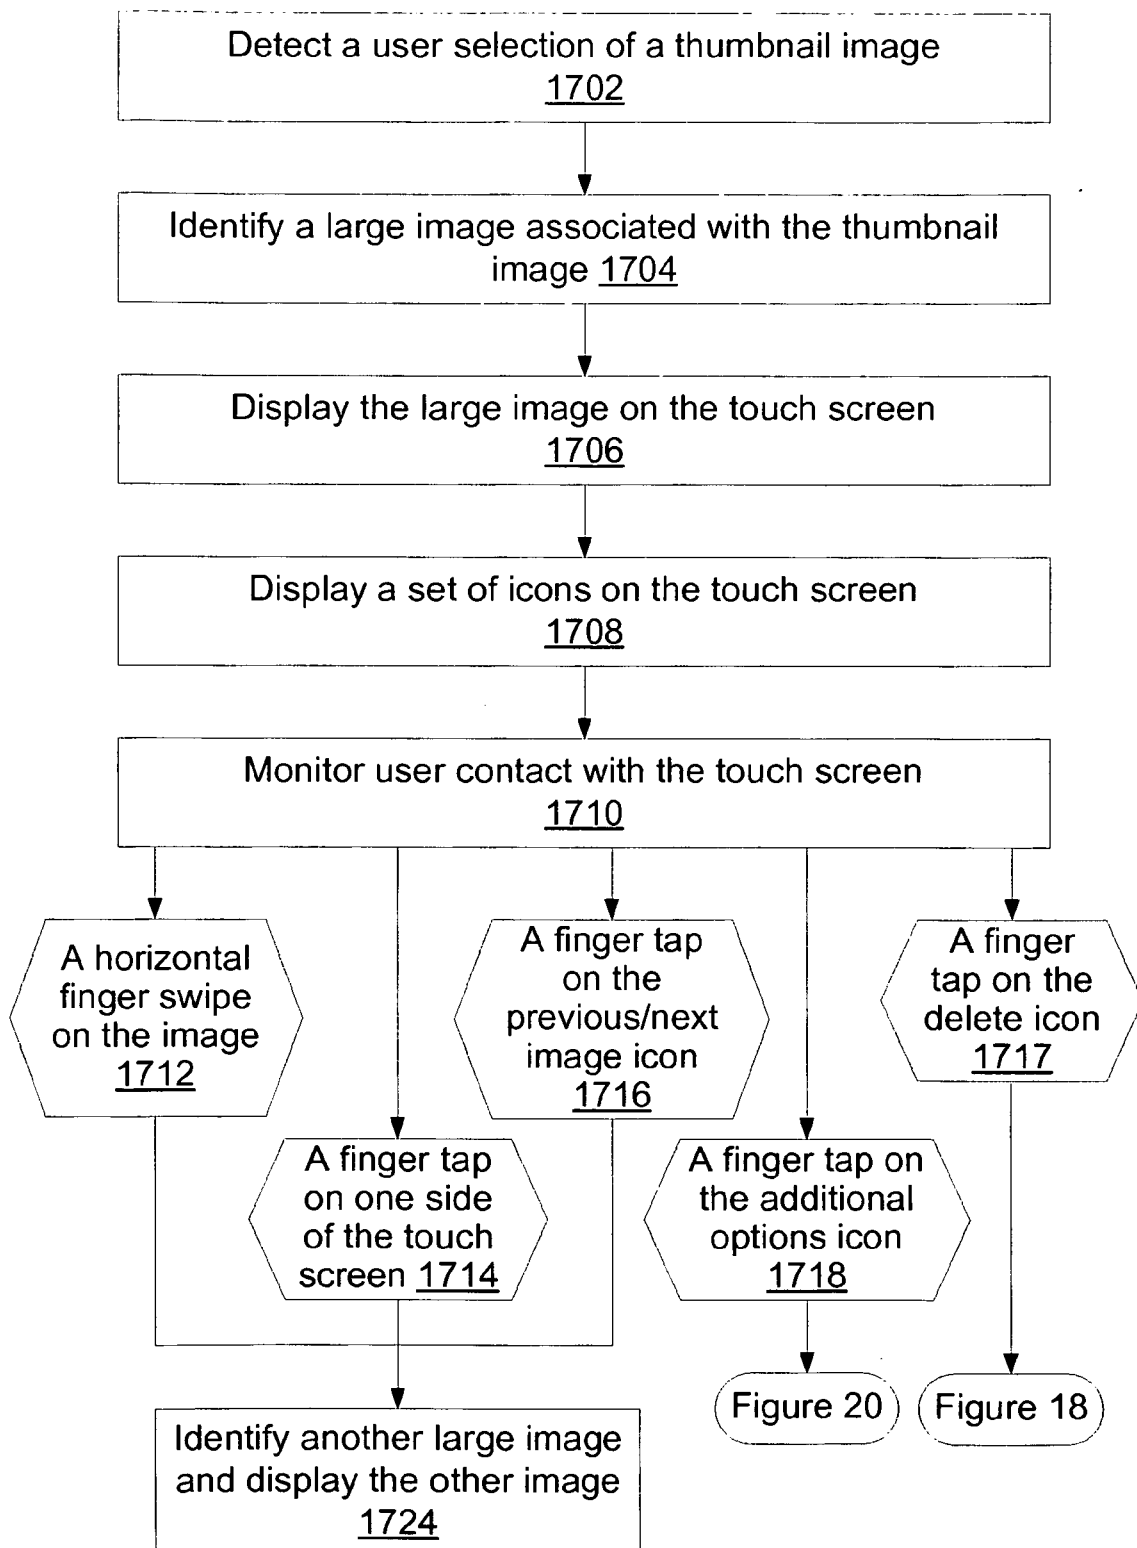 Detect a user selection of a thumbnail image
1702
Identify a large image associated with the thumbnail
image 1704
Display the large image on the touch screen
1706
Display a set of icons on the touch screen
1708
Monitor user contact with the touch screen
1710
A horizontal
finger swipe
on the image
1712
A finger tap
on one side
of the touch
screen 1714
A finger tap
on the
previous/next
image icon
1716
A finger tap on
the additional
options icon
1718
A finger
tap on the
delete icon
1717
Identify another large image
and display the other image
1724
Figure 20
Figure 18